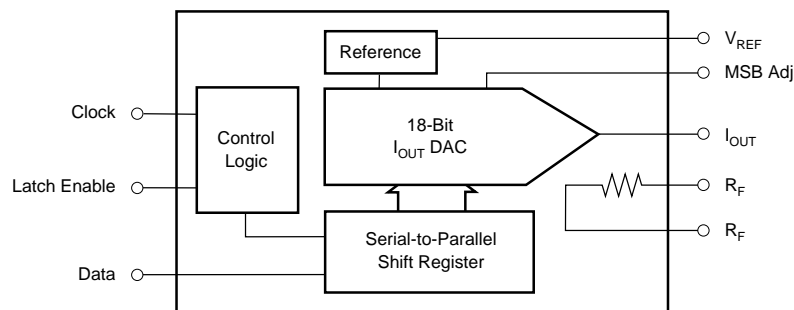 Reference
V_REF
MSB Adj
Clock
Control
Logic
18-Bit
I_OUT DAC
I_OUT
Latch Enable
R_F
Serial-to-Parallel
Shift Register
R_F
Data